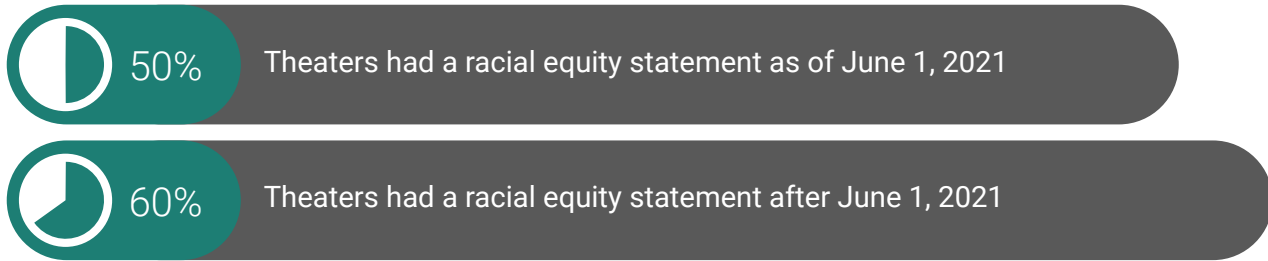 50% Theaters had a racial equity statement as of June 1, 2021
60% Theaters had a racial equity statement after June 1, 2021